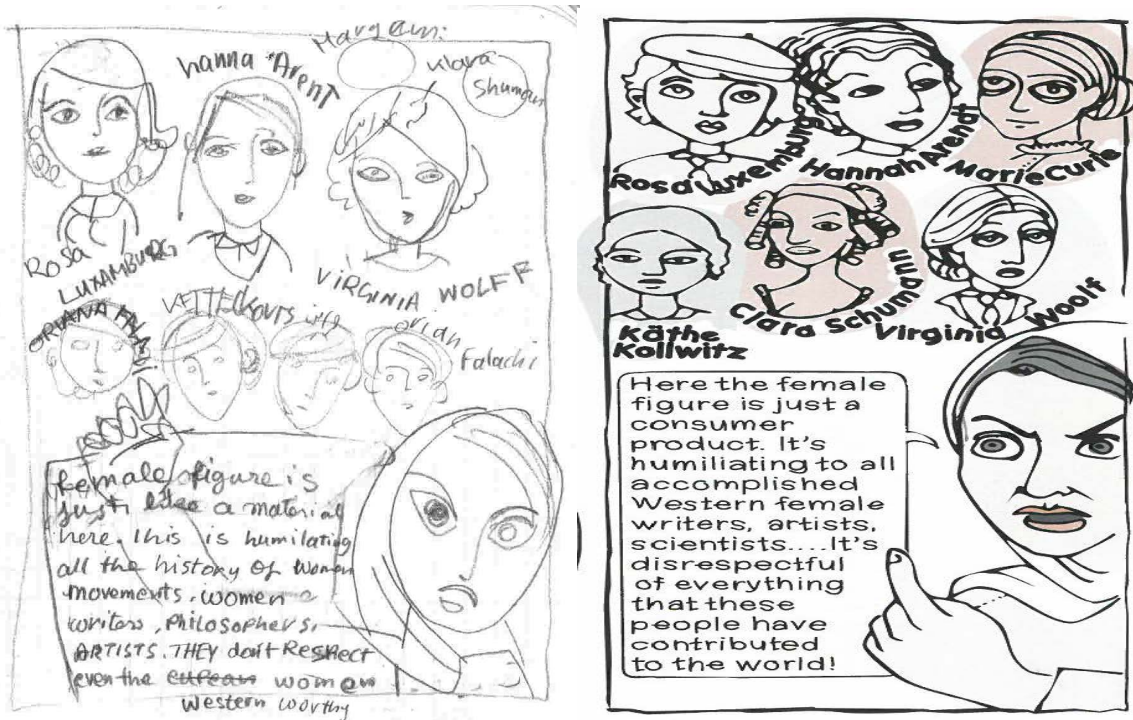 hanna Arent
Shuman
ROSA
LUXAMBURG
VIRGINIA WOLFF
ORIANA
orian
Falachi
female figure is
just like a material
here. this is humilating
all the history of women
movements. women
writers, philosophers,
ARTISTS. THEY don't Respect
even the eurpean women
western worthy
Rosa Luxemburg
Hannah Arendt
Marie Curie
Käthe
Kollwitz
Clara Schumann
Virginia Woolf
Here the female
figure is just a
consumer
product. It's
humiliating to all
accomplished
Western female
writers, artists,
scientists....It's
disrespectful
of everything
that these
people have
contributed
to the world!